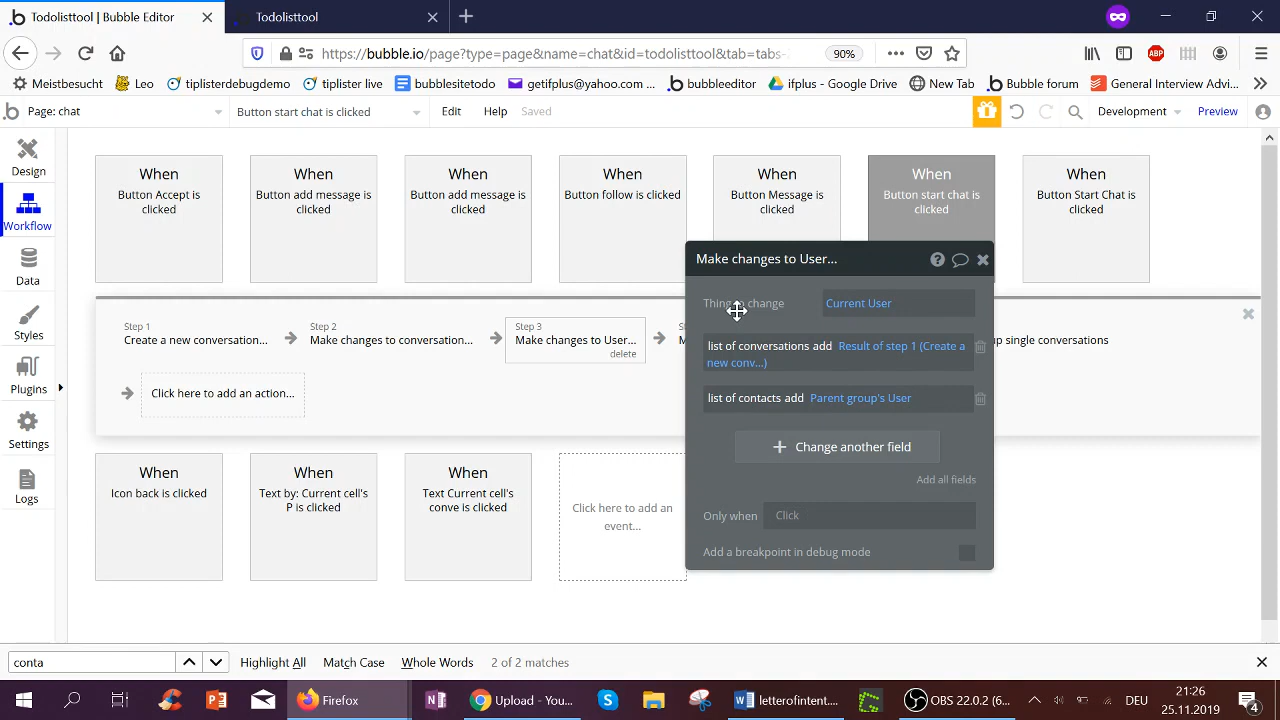 Todolisttool | Bubble Editor
Todolisttool
https://bubble.io/page?type=page&name=chat&id=todolisttool&tab=tabs-
90%
Meistbesucht
Leo
tiplisterdebugdemo
tiplister live
bubblesitetodo
getifplus@yahoo.com ...
bubbleeditor
ifplus - Google Drive
New Tab
Bubble forum
General Interview Advi...
Page: chat
Button start chat is clicked
Edit
Help
Saved
Development
Preview
Design
Workflow
Data
Styles
Plugins
Settings
Logs
When
Button Accept is
clicked
When
Button add message is
clicked
When
Button add message is
clicked
When
Button follow is clicked
When
Button Message is
clicked
When
Button start chat is
clicked
When
Button Start Chat is
clicked
Step 1
Create a new conversation...
Step 2
Make changes to conversation...
Step 3
Make changes to User...
delete
up single conversations
Click here to add an action...
Make changes to User...
Thing to change
Current User
list of conversations add Result of step 1 (Create a
new conv...)
list of contacts add Parent group's User
Change another field
Add all fields
Only when
Click
Add a breakpoint in debug mode
When
Icon back is clicked
When
Text by: Current cell's
P is clicked
When
Text Current cell's
conve is clicked
Click here to add an
event...
conta
Highlight All
Match Case
Whole Words
2 of 2 matches
Firefox
Upload - You...
letterofintent....
OBS 22.0.2 (6...
DEU
21:26
25.11.2019
4